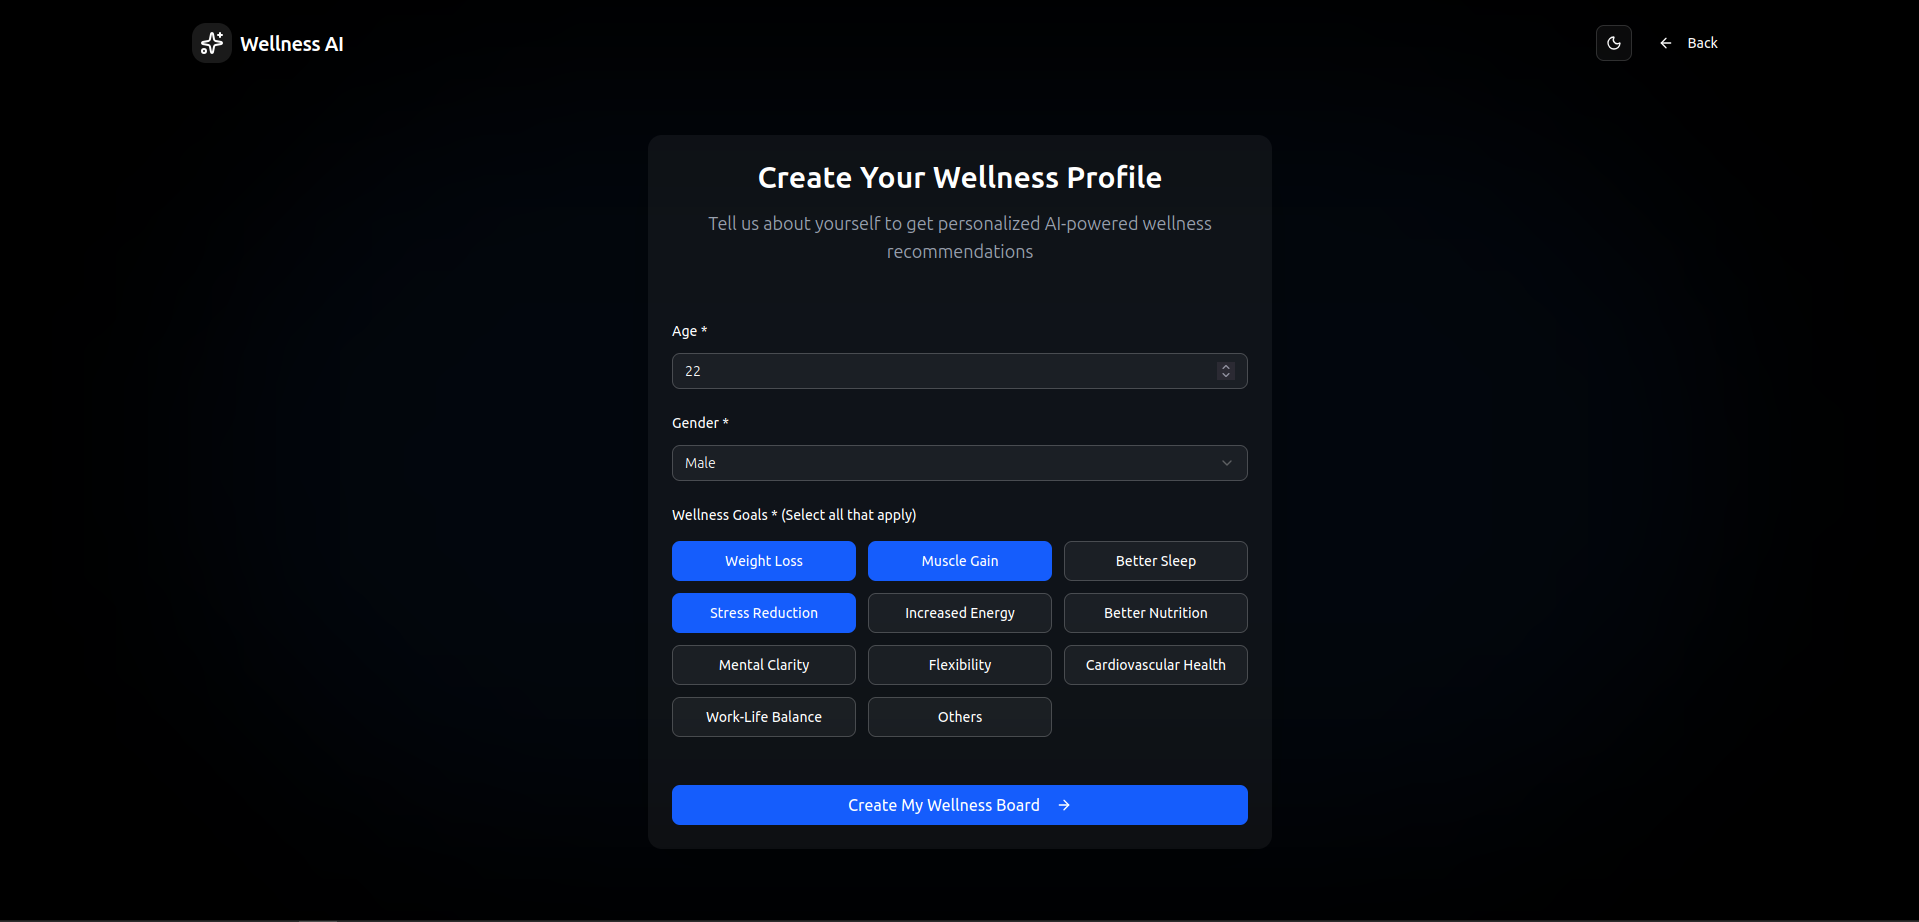 Wellness AI
Back
Create Your Wellness Profile
Tell us about yourself to get personalized AI-powered wellness
recommendations
Age *
22
Gender *
Male
Wellness Goals * (Select all that apply)
Weight Loss
Muscle Gain
Better Sleep
Stress Reduction
Increased Energy
Better Nutrition
Mental Clarity
Flexibility
Cardiovascular Health
Work-Life Balance
Others
Create My Wellness Board